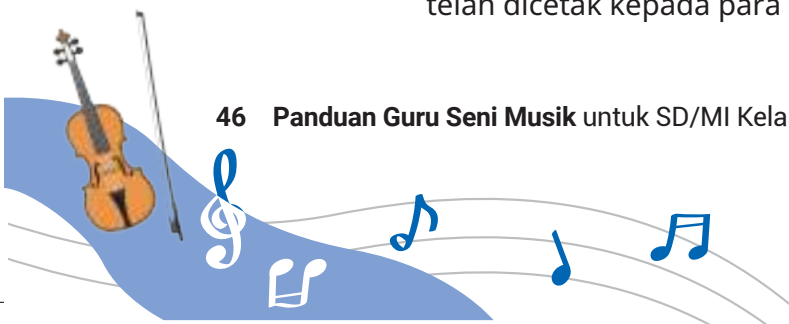 telah dicetak kepada para
46 Panduan Guru Seni Musik untuk SD/MI Kela